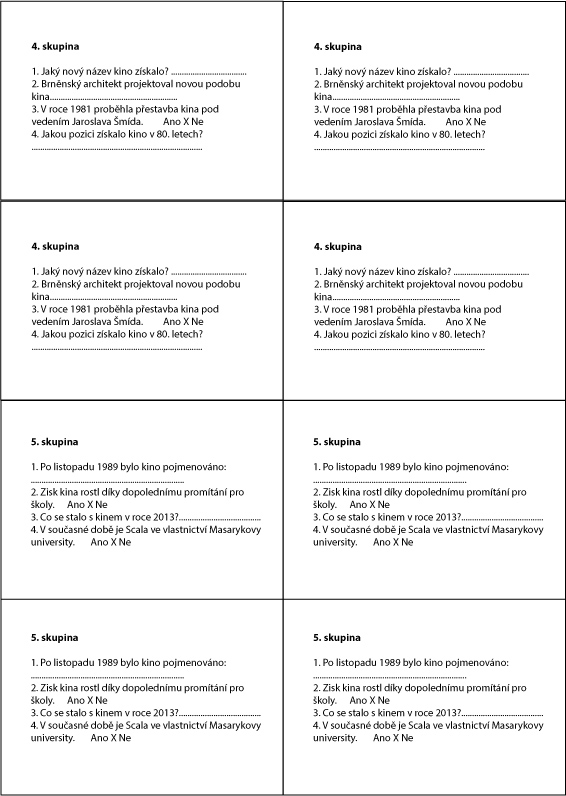 4. skupina
1. Jaký nový název kino získalo? ...................................
2. Brněnský architekt projektoval novou podobu
kina...........................................................
3. V roce 1981 proběhla přestavba kina pod
vedením Jaroslava Šmída. Ano X Ne
4. Jakou pozici získalo kino v 80. letech?
...............................................................................
4. skupina
1. Jaký nový název kino získalo? ...................................
2. Brněnský architekt projektoval novou podobu
kina...........................................................
3. V roce 1981 proběhla přestavba kina pod
vedením Jaroslava Šmída. Ano X Ne
4. Jakou pozici získalo kino v 80. letech?
...............................................................................
4. skupina
1. Jaký nový název kino získalo? ...................................
2. Brněnský architekt projektoval novou podobu
kina...........................................................
3. V roce 1981 proběhla přestavba kina pod
vedením Jaroslava Šmída. Ano X Ne
4. Jakou pozici získalo kino v 80. letech?
...............................................................................
4. skupina
1. Jaký nový název kino získalo? ...................................
2. Brněnský architekt projektoval novou podobu
kina...........................................................
3. V roce 1981 proběhla přestavba kina pod
vedením Jaroslava Šmída. Ano X Ne
4. Jakou pozici získalo kino v 80. letech?
...............................................................................
5. skupina
1. Po listopadu 1989 bylo kino pojmenováno:
.......................................................................
2. Zisk kina rostl díky dopolednímu promítání pro
školy. Ano X Ne
3. Co se stalo s kinem v roce 2013?......................................
4. V současné době je Scala ve vlastnictví Masarykovy
university. Ano X Ne
5. skupina
1. Po listopadu 1989 bylo kino pojmenováno:
.......................................................................
2. Zisk kina rostl díky dopolednímu promítání pro
školy. Ano X Ne
3. Co se stalo s kinem v roce 2013?......................................
4. V současné době je Scala ve vlastnictví Masarykovy
university. Ano X Ne
5. skupina
1. Po listopadu 1989 bylo kino pojmenováno:
.......................................................................
2. Zisk kina rostl díky dopolednímu promítání pro
školy. Ano X Ne
3. Co se stalo s kinem v roce 2013?......................................
4. V současné době je Scala ve vlastnictví Masarykovy
university. Ano X Ne
5. skupina
1. Po listopadu 1989 bylo kino pojmenováno:
.......................................................................
2. Zisk kina rostl díky dopolednímu promítání pro
školy. Ano X Ne
3. Co se stalo s kinem v roce 2013?......................................
4. V současné době je Scala ve vlastnictví Masarykovy
university. Ano X Ne